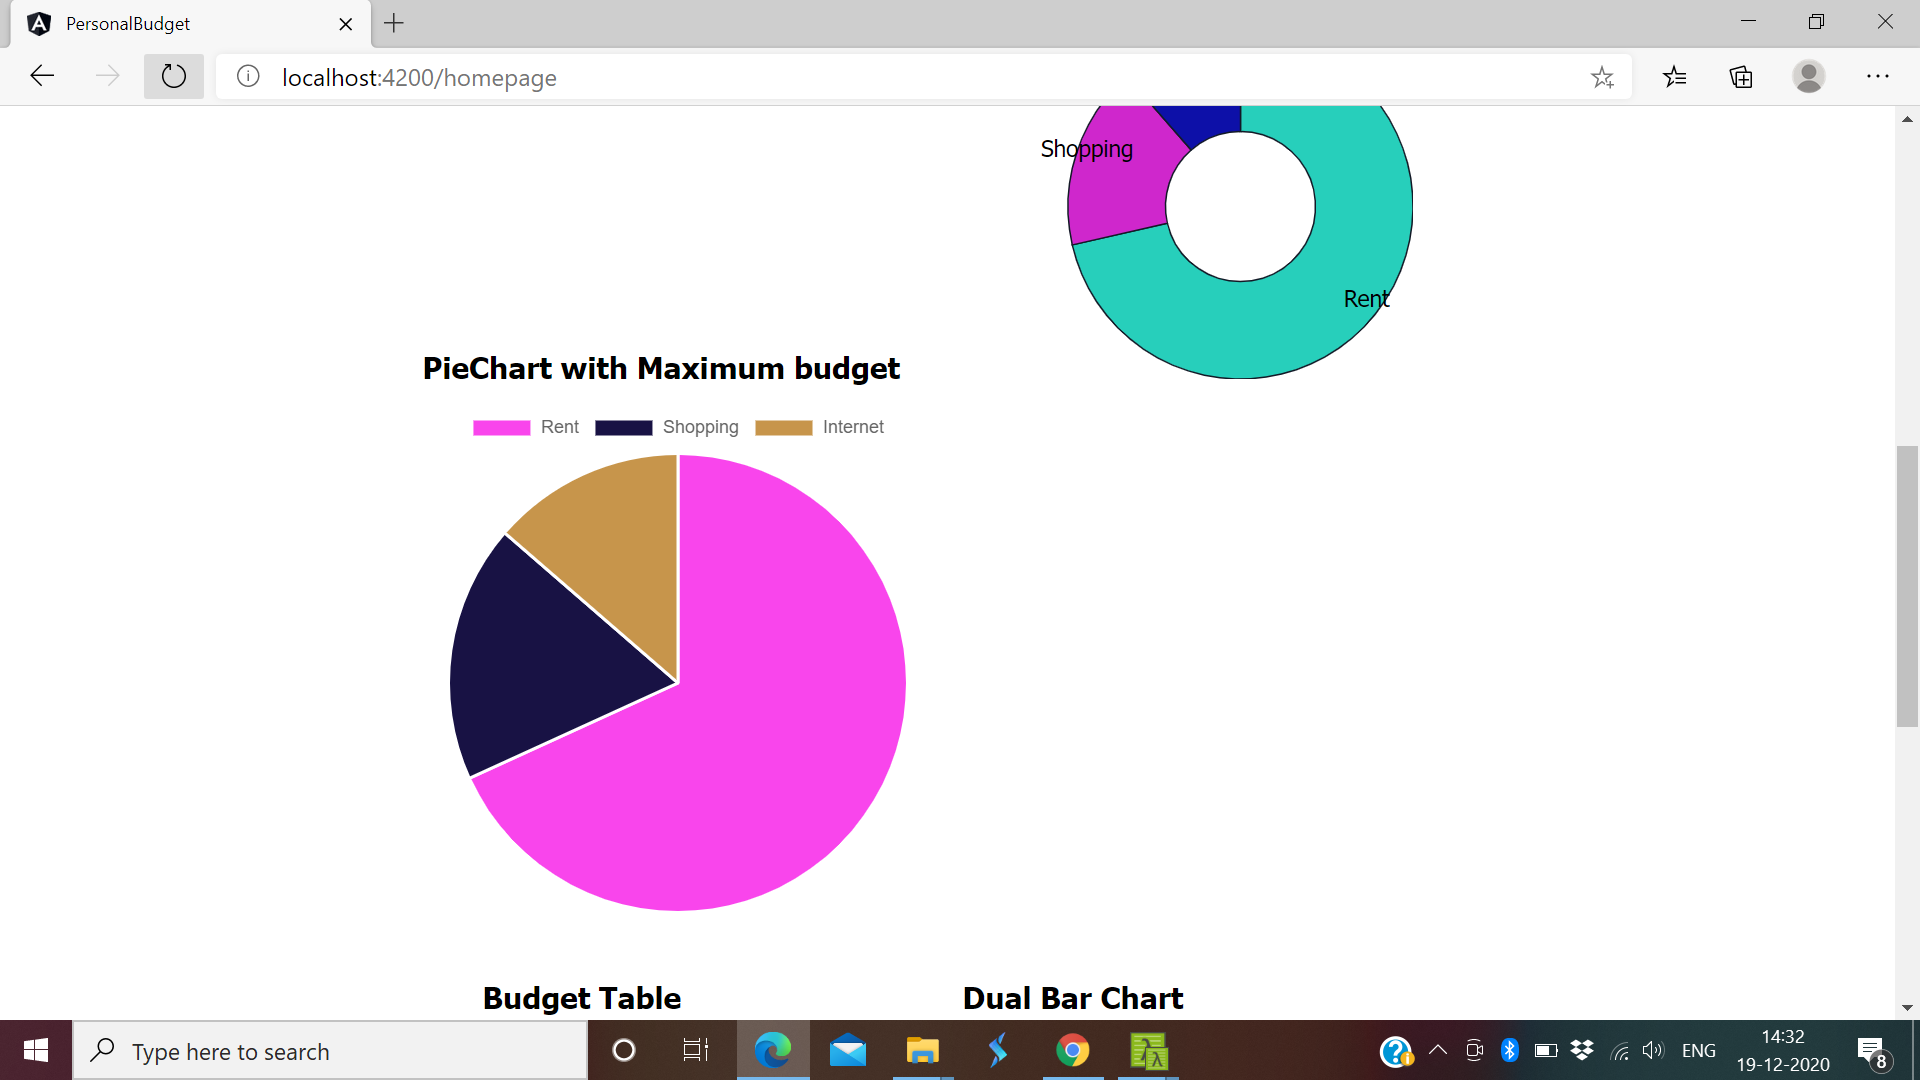 PersonalBudget
localhost:4200/homepage
Shopping
Rent
PieChart with Maximum budget
Rent Shopping Internet
Budget Table Dual Bar Chart
Type here to search
ENG
14:32
19-12-2020
8